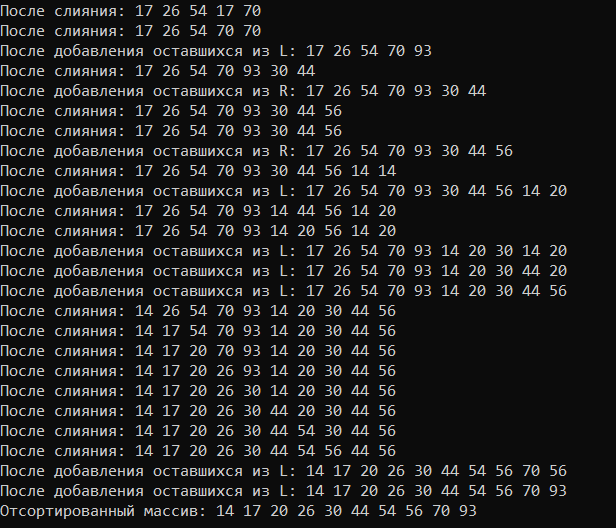 После слияния: 17 26 54 17 70
После слияния: 17 26 54 70 70
После добавления оставшихся из L: 17 26 54 70 93
После слияния: 17 26 54 70 93 30 44
После добавления оставшихся из R: 17 26 54 70 93 30 44
После слияния: 17 26 54 70 93 30 44 56
После слияния: 17 26 54 70 93 30 44 56
После добавления оставшихся из R: 17 26 54 70 93 30 44 56
После слияния: 17 26 54 70 93 30 44 56 14 14
После добавления оставшихся из L: 17 26 54 70 93 30 44 56 14 20
После слияния: 17 26 54 70 93 14 44 56 14 20
После слияния: 17 26 54 70 93 14 20 56 14 20
После добавления оставшихся из L: 17 26 54 70 93 14 20 30 14 20
После добавления оставшихся из L: 17 26 54 70 93 14 20 30 44 20
После добавления оставшихся из L: 17 26 54 70 93 14 20 30 44 56
После слияния: 14 26 54 70 93 14 20 30 44 56
После слияния: 14 17 54 70 93 14 20 30 44 56
После слияния: 14 17 20 70 93 14 20 30 44 56
После слияния: 14 17 20 26 93 14 20 30 44 56
После слияния: 14 17 20 26 30 14 20 30 44 56
После слияния: 14 17 20 26 30 44 20 30 44 56
После слияния: 14 17 20 26 30 44 54 30 44 56
После слияния: 14 17 20 26 30 44 54 56 44 56
После добавления оставшихся из L: 14 17 20 26 30 44 54 56 70 56
После добавления оставшихся из L: 14 17 20 26 30 44 54 56 70 93
Отсортированный массив: 14 17 20 26 30 44 54 56 70 93